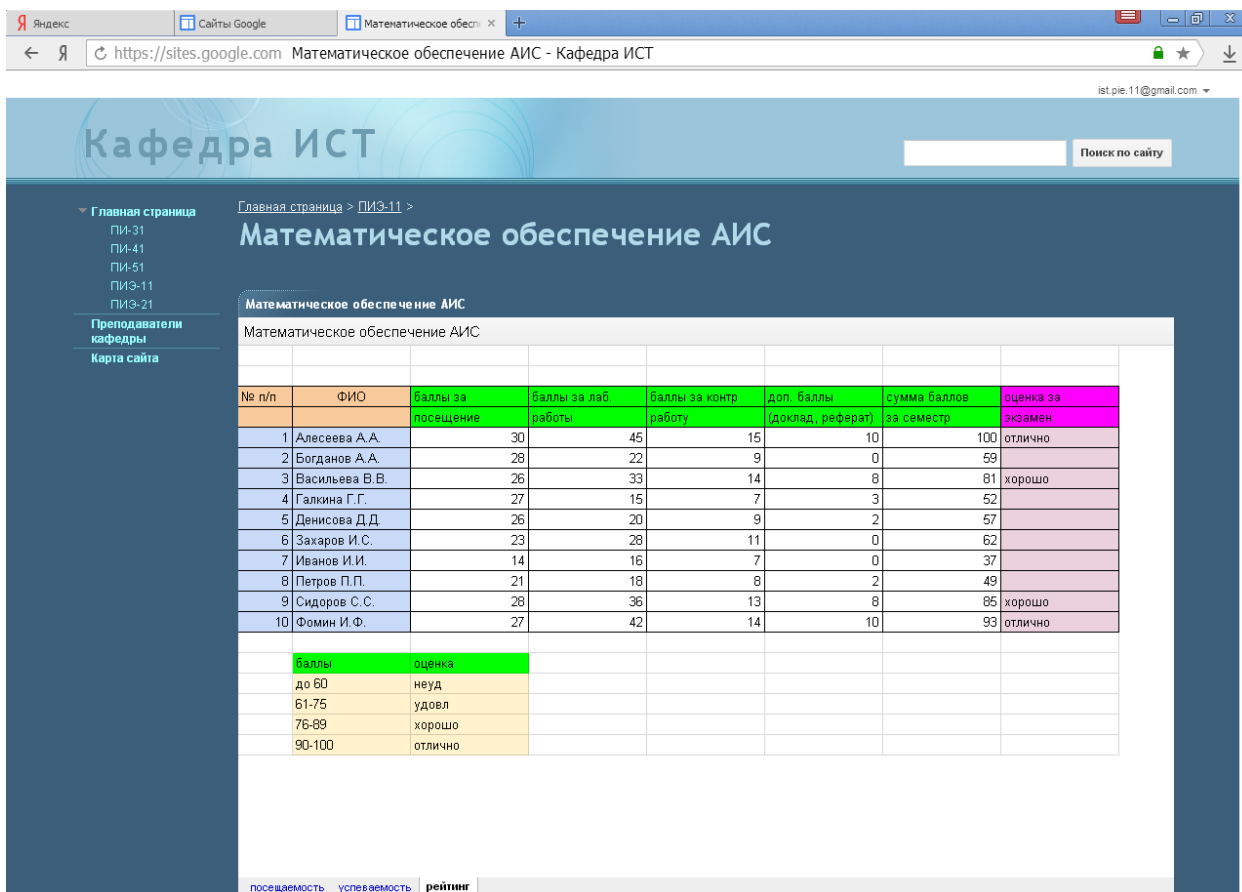 Яндекс Сайты Google Математическое обесп
https://sites.google.com Математическое обеспечение АИС - Кафедра ИСТ
ist.pie.11@gmail.com
Кафедра ИСТ
Поиск по сайту
Главная страница
ПИ-31
ПИ-41
ПИ-51
ПИЭ-11
ПИЭ-21
Преподаватели
кафедры
Карта сайта
Главная страница > ПИЭ-11 >
Математическое обеспечение АИС
Математическое обеспечение АИС
Математическое обеспечение АИС
№ п/п ФИО баллы за баллы за лаб. баллы за контр доп. баллы сумма баллов оценка за
посещение работы работу (доклад, реферат) за семестр экзамен
1 Алесеева А.А. 30 45 15 10 100 отлично
2 Богданов А.А. 28 22 9 0 59
3 Васильева В.В. 26 33 14 8 81 хорошо
4 Галкина Г.Г. 27 15 7 3 52
5 Денисова Д.Д. 26 20 9 2 57
6 Захаров И.С. 23 28 11 0 62
7 Иванов И.И. 14 16 7 0 37
8 Петров П.П. 21 18 8 2 49
9 Сидоров С.С. 28 36 13 8 85 хорошо
10 Фомин И.Ф. 27 42 14 10 93 отлично
баллы оценка
до 60 неуд
61-75 удовл
76-89 хорошо
90-100 отлично
посещаемость успеваемость рейтинг